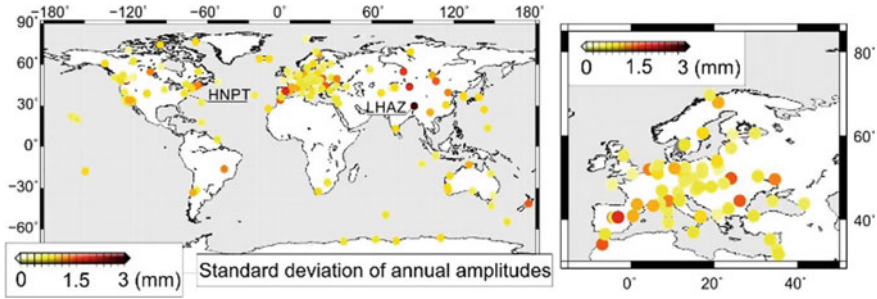 −180° −120° −60° 0° 60° 120° 180°
90°
60°
30°
0°
−30°
−60°
HNPT
LHAZ
0 1.5 3 (mm)
Standard deviation of annual amplitudes
0 1.5 3 (mm)
80°
60°
40°
0° 20° 40°